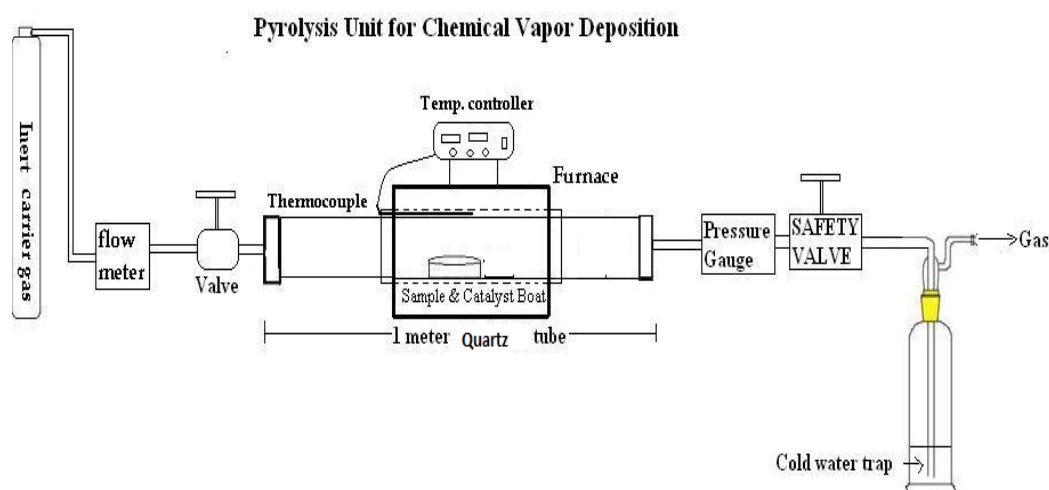 Pyrolysis Unit for Chemical Vapor Deposition
Inert carrier gas
Temp. controller
Furnace
Thermocouple
flow
meter
Valve
Sample & Catalyst Boat
Pressure
Gauge
SAFETY
VALVE
Gas
1 meter Quartz tube
Cold water trap